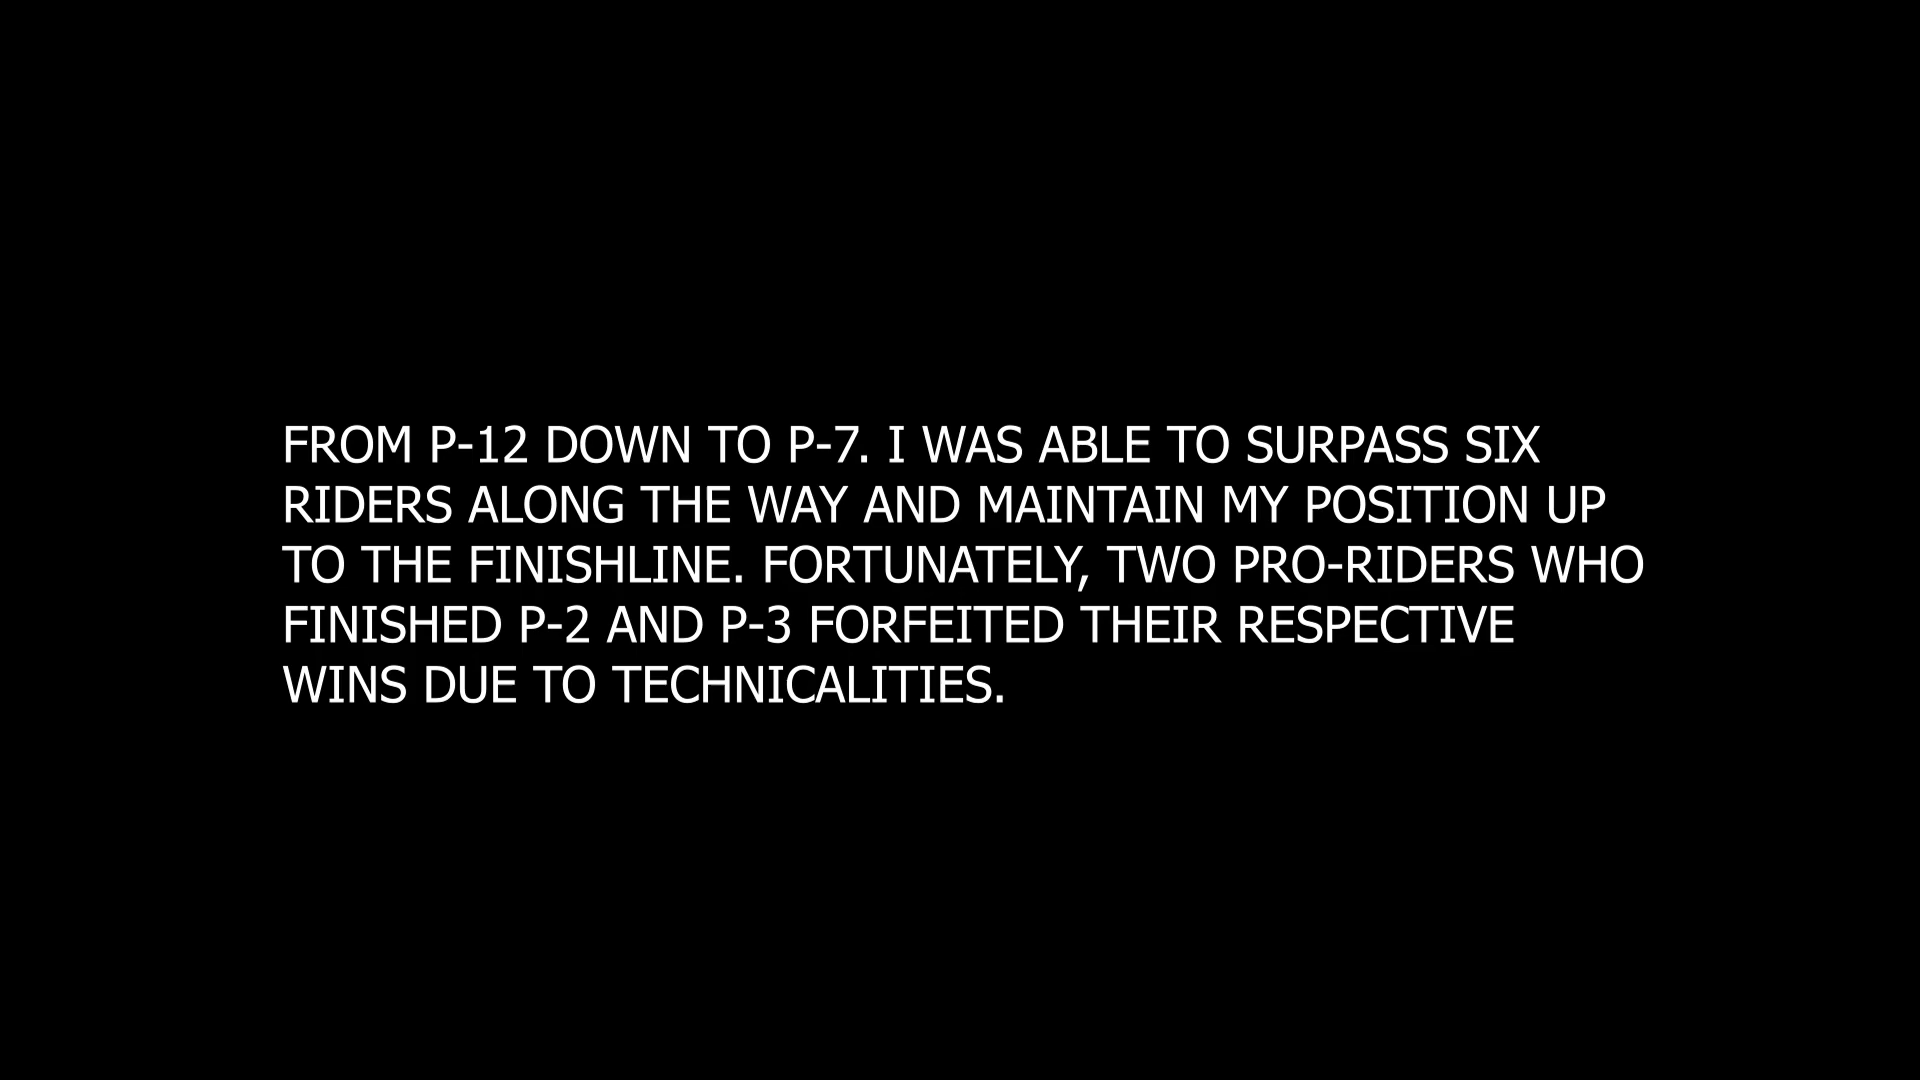 FROM P-12 DOWN TO P-7. I WAS ABLE TO SURPASS SIX
RIDERS ALONG THE WAY AND MAINTAIN MY POSITION UP
TO THE FINISHLINE. FORTUNATELY, TWO PRO-RIDERS WHO
FINISHED P-2 AND P-3 FORFEITED THEIR RESPECTIVE
WINS DUE TO TECHNICALITIES.